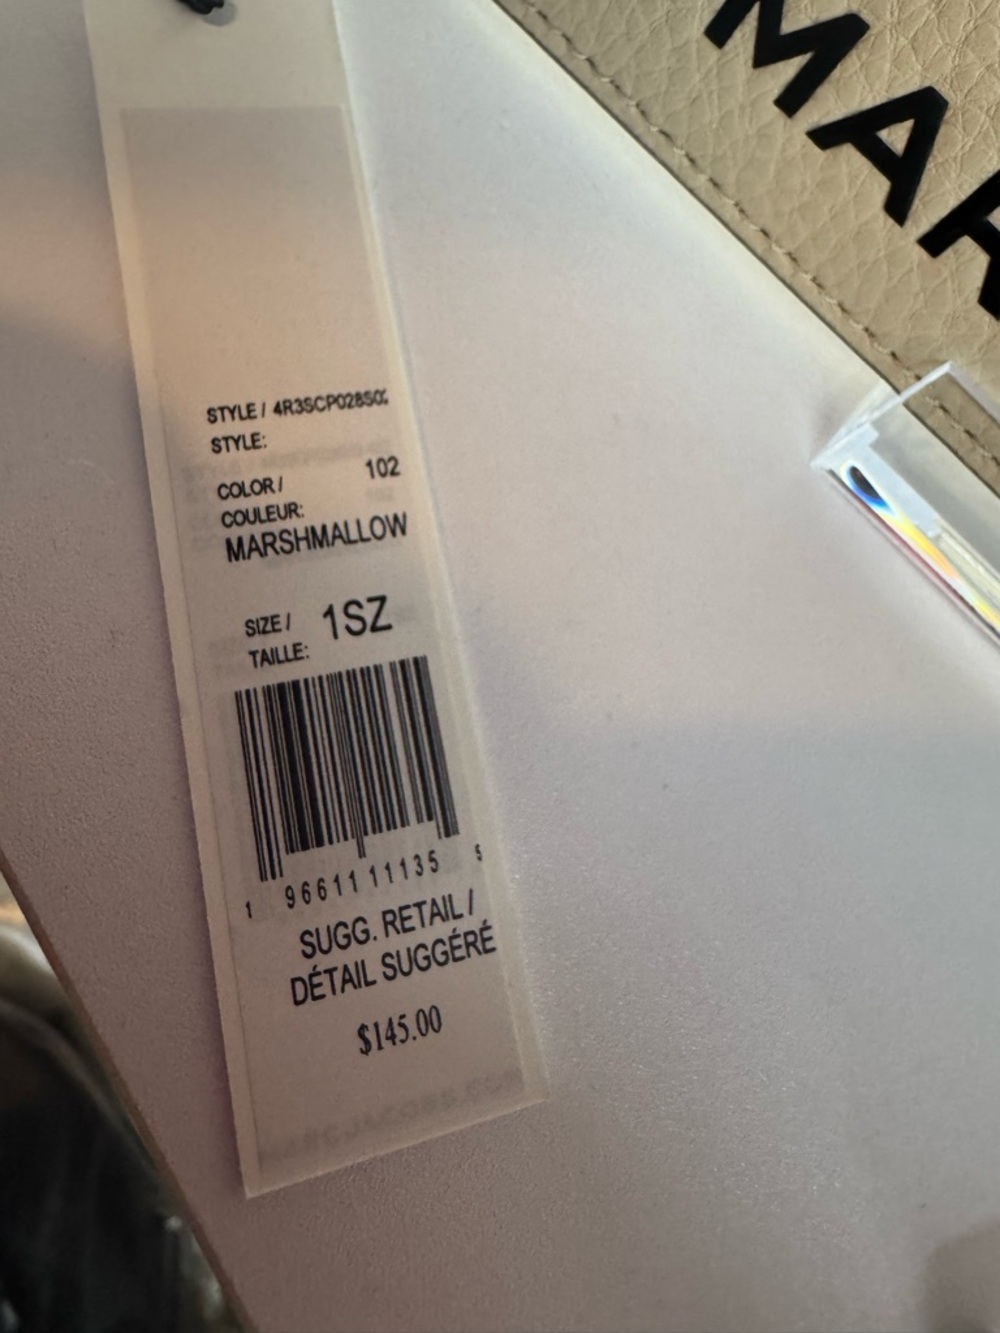 MAR
STYLE / 4R3SCP028S02
STYLE:
COLOR / 102
COULEUR:
MARSHMALLOW
SIZE / 1SZ
TAILLE:
1 96611 11135 5
SUGG. RETAIL /
DÉTAIL SUGGÉRÉ
$145.00